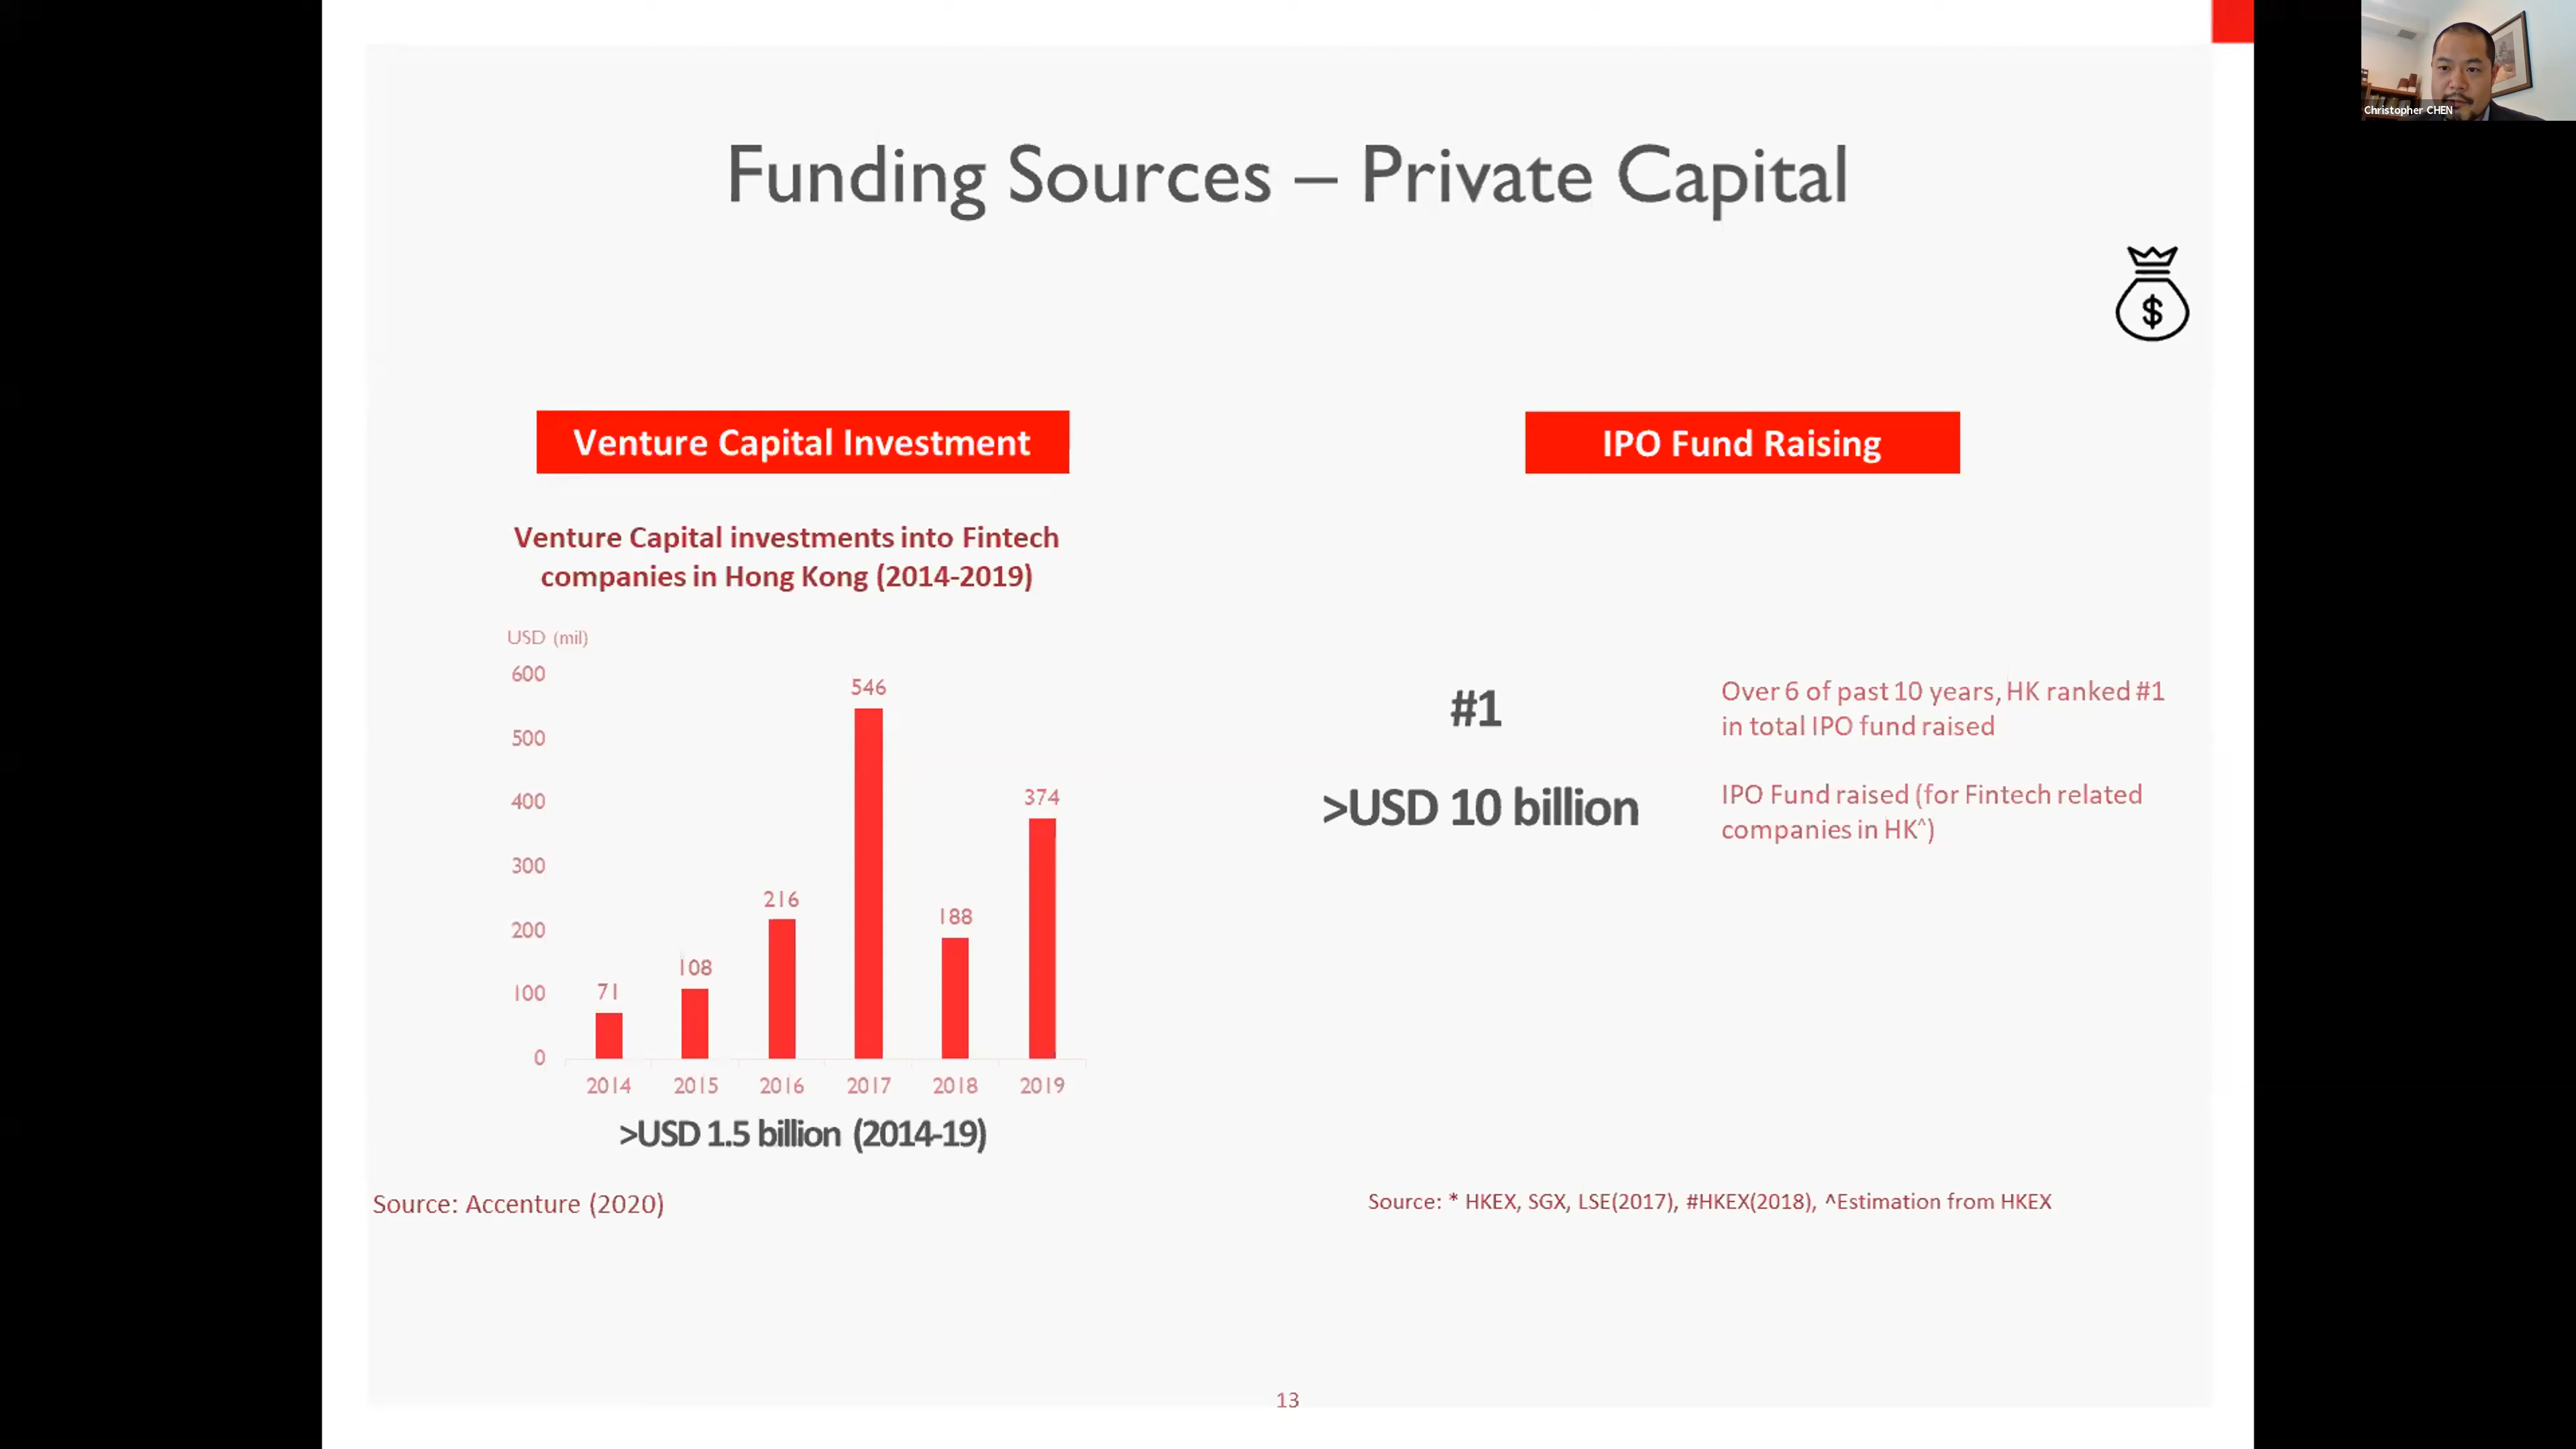 Christopher CHEN
Funding Sources – Private Capital
$
Venture Capital Investment
Venture Capital investments into Fintech
companies in Hong Kong (2014-2019)
USD (mil)
600
500
400
300
200
100
0
71
108
216
546
188
374
2014 2015 2016 2017 2018 2019
>USD 1.5 billion (2014-19)
Source: Accenture (2020)
IPO Fund Raising
#1
Over 6 of past 10 years, HK ranked #1
in total IPO fund raised
>USD 10 billion
IPO Fund raised (for Fintech related
companies in HK^)
Source: * HKEX, SGX, LSE(2017), #HKEX(2018), ^Estimation from HKEX
13